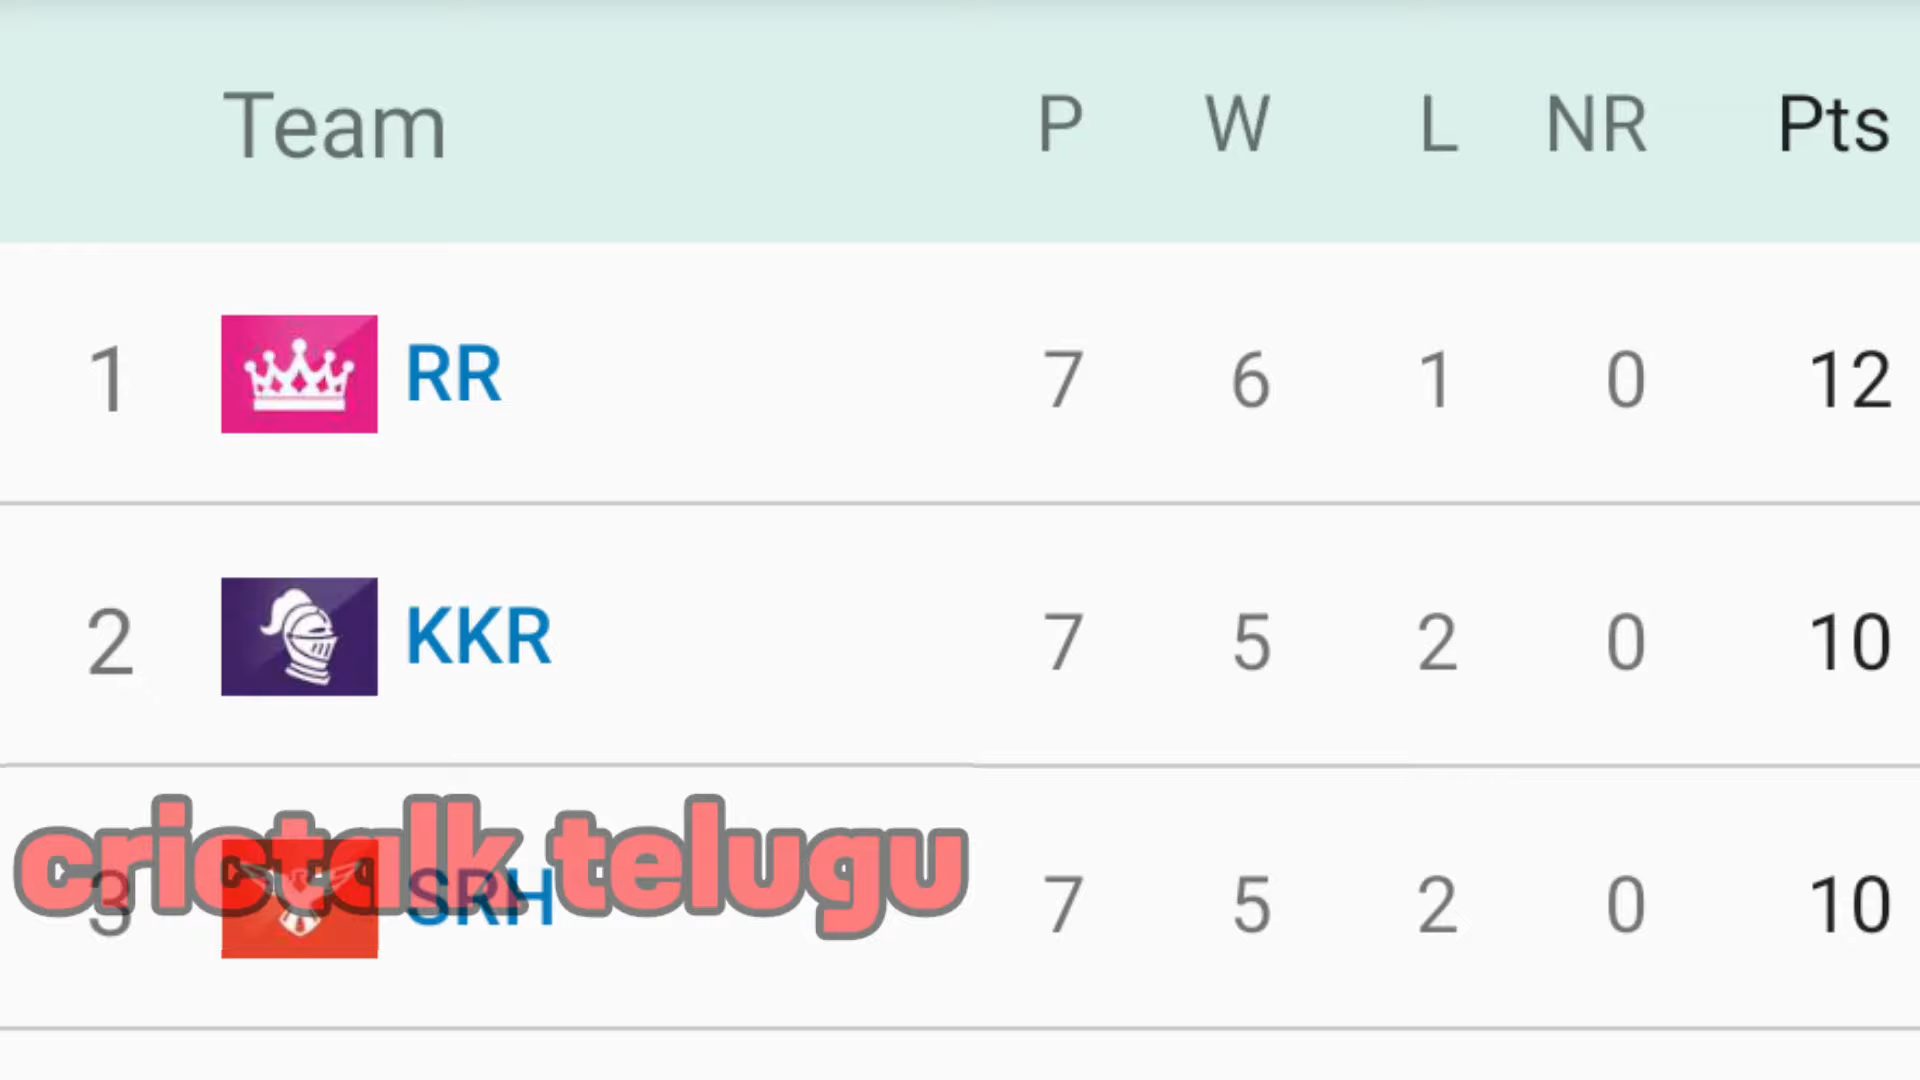 Team P W L NR Pts
1 RR 7 6 1 0 12
2 KKR 7 5 2 0 10
3 SRH 7 5 2 0 10
crictalk telugu